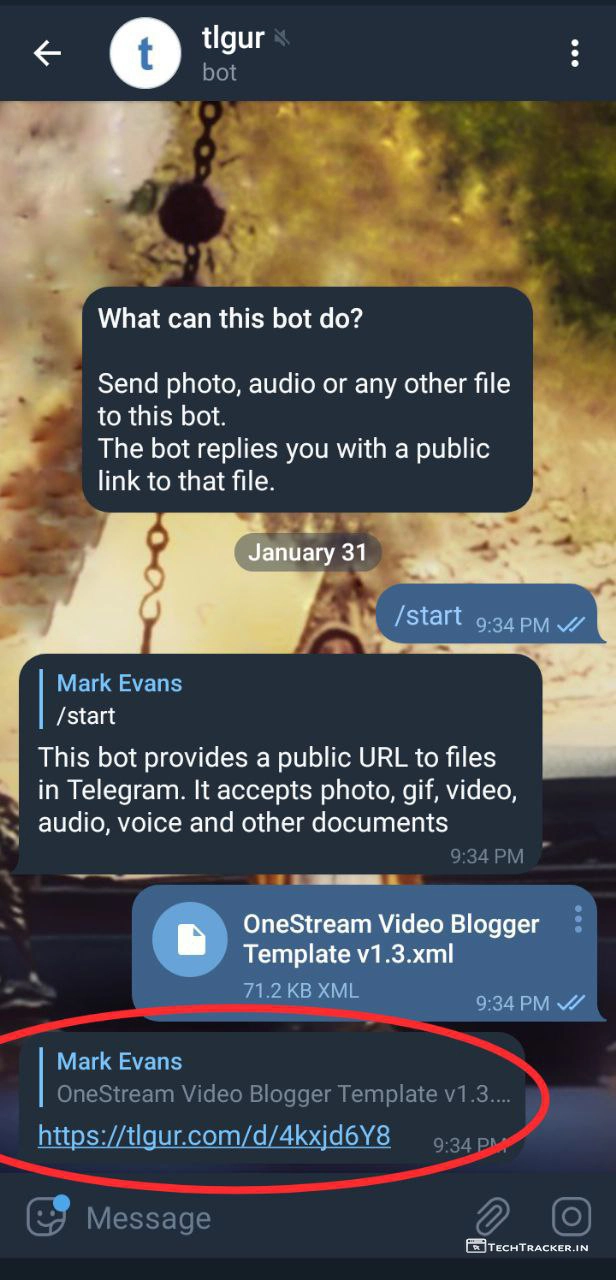 t
tlgur
bot
What can this bot do?
Send photo, audio or any other file
to this bot.
The bot replies you with a public
link to that file.
January 31
/start 9:34 PM
Mark Evans
/start
This bot provides a public URL to files
in Telegram. It accepts photo, gif, video,
audio, voice and other documents
9:34 PM
OneStream Video Blogger
Template v1.3.xml
71.2 KB XML 9:34 PM
Mark Evans
OneStream Video Blogger Template v1.3....
https://tlgur.com/d/4kxjd6Y8 9:34 PM
Message
TECHTRACKER.IN